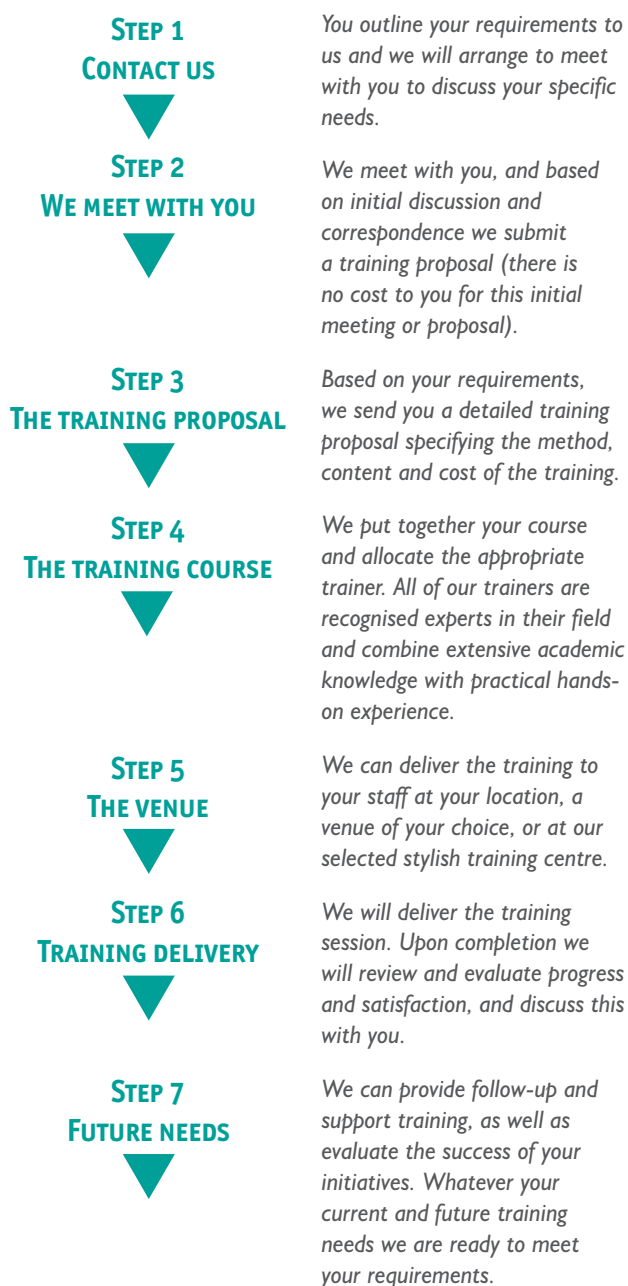 Step 1
Contact us
You outline your requirements to
us and we will arrange to meet
with you to discuss your specific
needs.
Step 2
We meet with you
We meet with you, and based
on initial discussion and
correspondence we submit
a training proposal (there is
no cost to you for this initial
meeting or proposal).
Step 3
The training proposal
Based on your requirements,
we send you a detailed training
proposal specifying the method,
content and cost of the training.
Step 4
The training course
We put together your course
and allocate the appropriate
trainer. All of our trainers are
recognised experts in their field
and combine extensive academic
knowledge with practical hands-
on experience.
Step 5
The venue
We can deliver the training to
your staff at your location, a
venue of your choice, or at our
selected stylish training centre.
Step 6
Training delivery
We will deliver the training
session. Upon completion we
will review and evaluate progress
and satisfaction, and discuss this
with you.
Step 7
Future needs
We can provide follow-up and
support training, as well as
evaluate the success of your
initiatives. Whatever your
current and future training
needs we are ready to meet
your requirements.